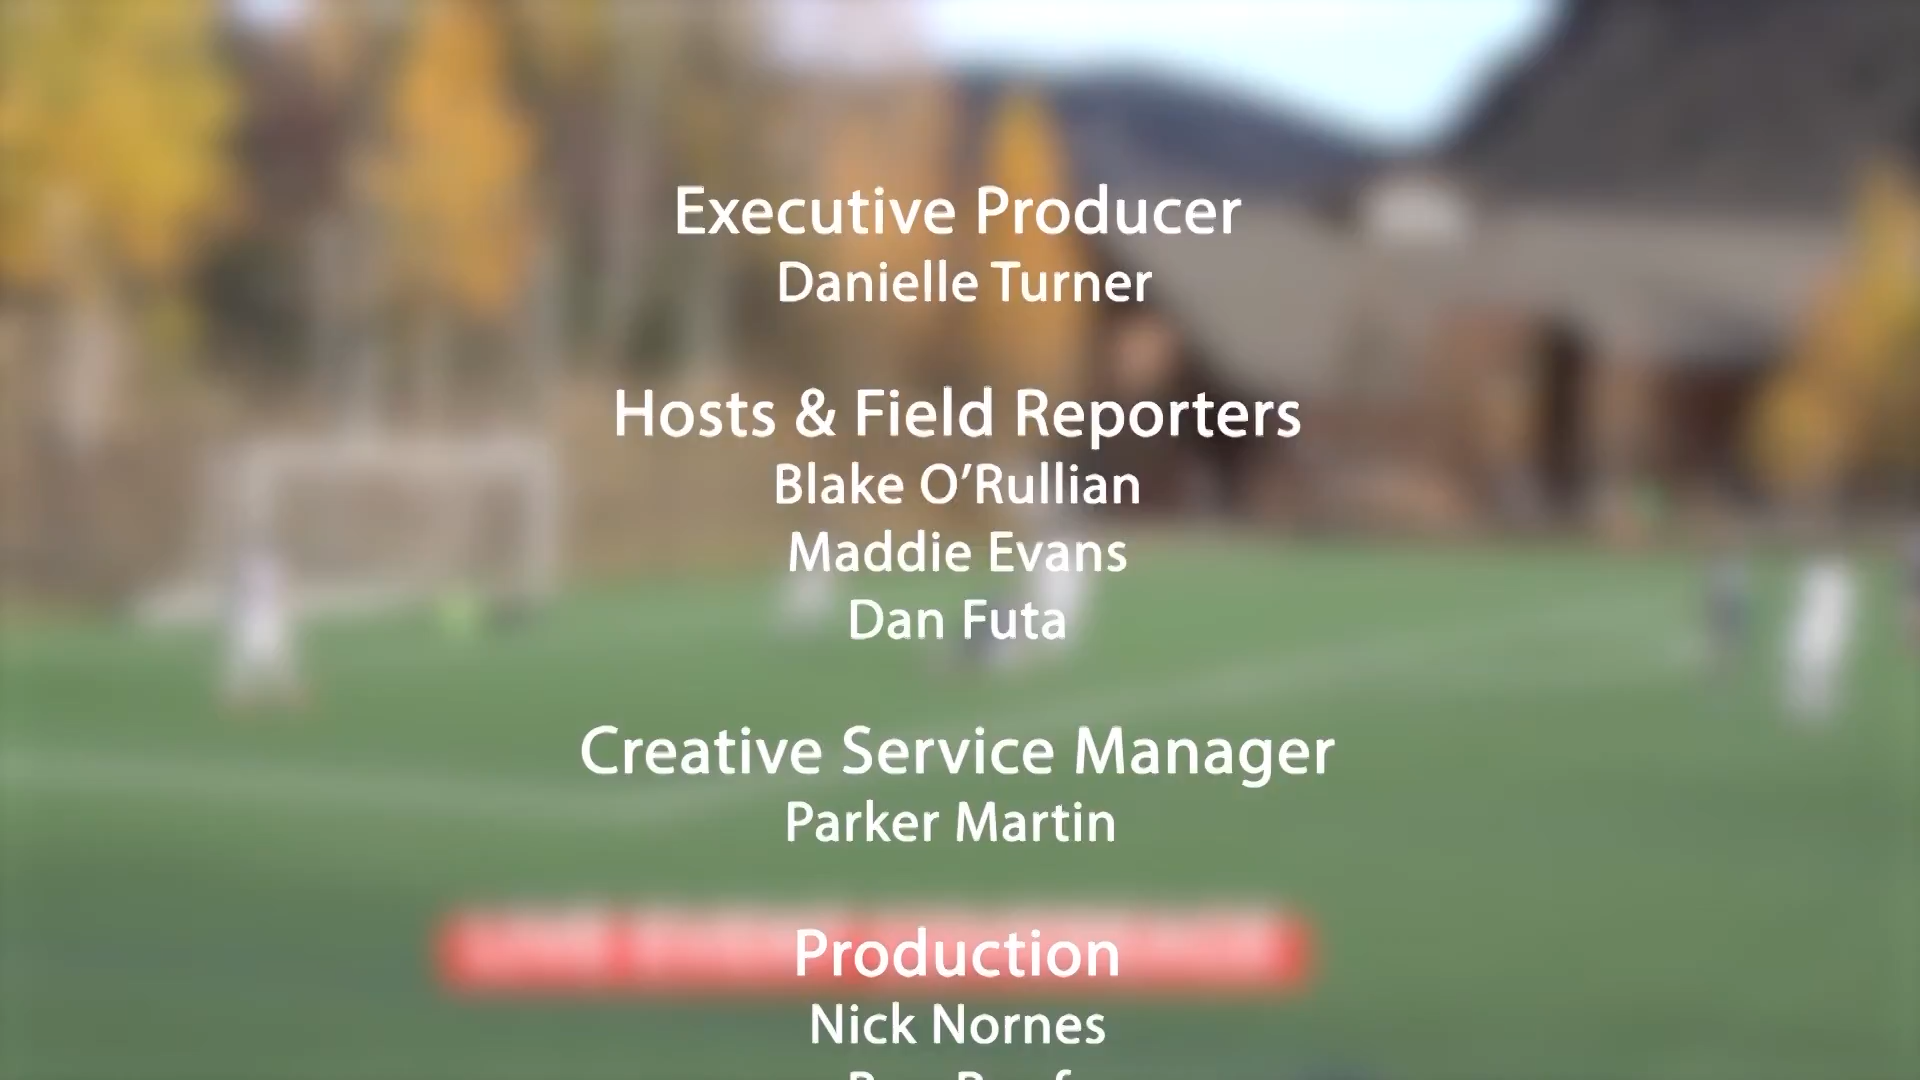 Executive Producer
Danielle Turner
Hosts & Field Reporters
Blake O’Rullian
Maddie Evans
Dan Futa
Creative Service Manager
Parker Martin
Production
Nick Nornes